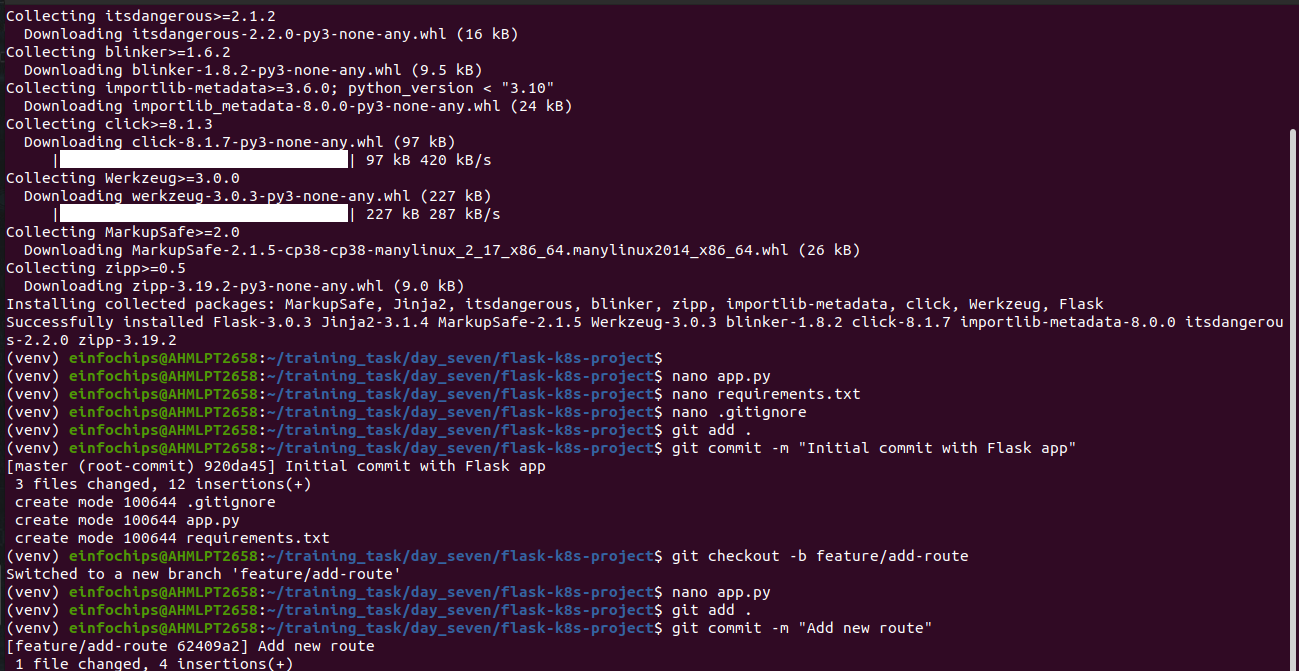 Collecting itsdangerous>=2.1.2
  Downloading itsdangerous-2.2.0-py3-none-any.whl (16 kB)
Collecting blinker>=1.6.2
  Downloading blinker-1.8.2-py3-none-any.whl (9.5 kB)
Collecting importlib-metadata>=3.6.0; python_version < "3.10"
  Downloading importlib_metadata-8.0.0-py3-none-any.whl (24 kB)
Collecting click>=8.1.3
  Downloading click-8.1.7-py3-none-any.whl (97 kB)
     |                                | 97 kB 420 kB/s
Collecting Werkzeug>=3.0.0
  Downloading werkzeug-3.0.3-py3-none-any.whl (227 kB)
     |                                | 227 kB 287 kB/s
Collecting MarkupSafe>=2.0
  Downloading MarkupSafe-2.1.5-cp38-cp38-manylinux_2_17_x86_64.manylinux2014_x86_64.whl (26 kB)
Collecting zipp>=0.5
  Downloading zipp-3.19.2-py3-none-any.whl (9.0 kB)
Installing collected packages: MarkupSafe, Jinja2, itsdangerous, blinker, zipp, importlib-metadata, click, Werkzeug, Flask
Successfully installed Flask-3.0.3 Jinja2-3.1.4 MarkupSafe-2.1.5 Werkzeug-3.0.3 blinker-1.8.2 click-8.1.7 importlib-metadata-8.0.0 itsdangerou
s-2.2.0 zipp-3.19.2
(venv) einfochips@AHMLPT2658:~/training_task/day_seven/flask-k8s-project$
(venv) einfochips@AHMLPT2658:~/training_task/day_seven/flask-k8s-project$ nano app.py
(venv) einfochips@AHMLPT2658:~/training_task/day_seven/flask-k8s-project$ nano requirements.txt
(venv) einfochips@AHMLPT2658:~/training_task/day_seven/flask-k8s-project$ nano .gitignore
(venv) einfochips@AHMLPT2658:~/training_task/day_seven/flask-k8s-project$ git add .
(venv) einfochips@AHMLPT2658:~/training_task/day_seven/flask-k8s-project$ git commit -m "Initial commit with Flask app"
[master (root-commit) 920da45] Initial commit with Flask app
 3 files changed, 12 insertions(+)
 create mode 100644 .gitignore
 create mode 100644 app.py
 create mode 100644 requirements.txt
(venv) einfochips@AHMLPT2658:~/training_task/day_seven/flask-k8s-project$ git checkout -b feature/add-route
Switched to a new branch 'feature/add-route'
(venv) einfochips@AHMLPT2658:~/training_task/day_seven/flask-k8s-project$ nano app.py
(venv) einfochips@AHMLPT2658:~/training_task/day_seven/flask-k8s-project$ git add .
(venv) einfochips@AHMLPT2658:~/training_task/day_seven/flask-k8s-project$ git commit -m "Add new route"
[feature/add-route 62409a2] Add new route
 1 file changed, 4 insertions(+)